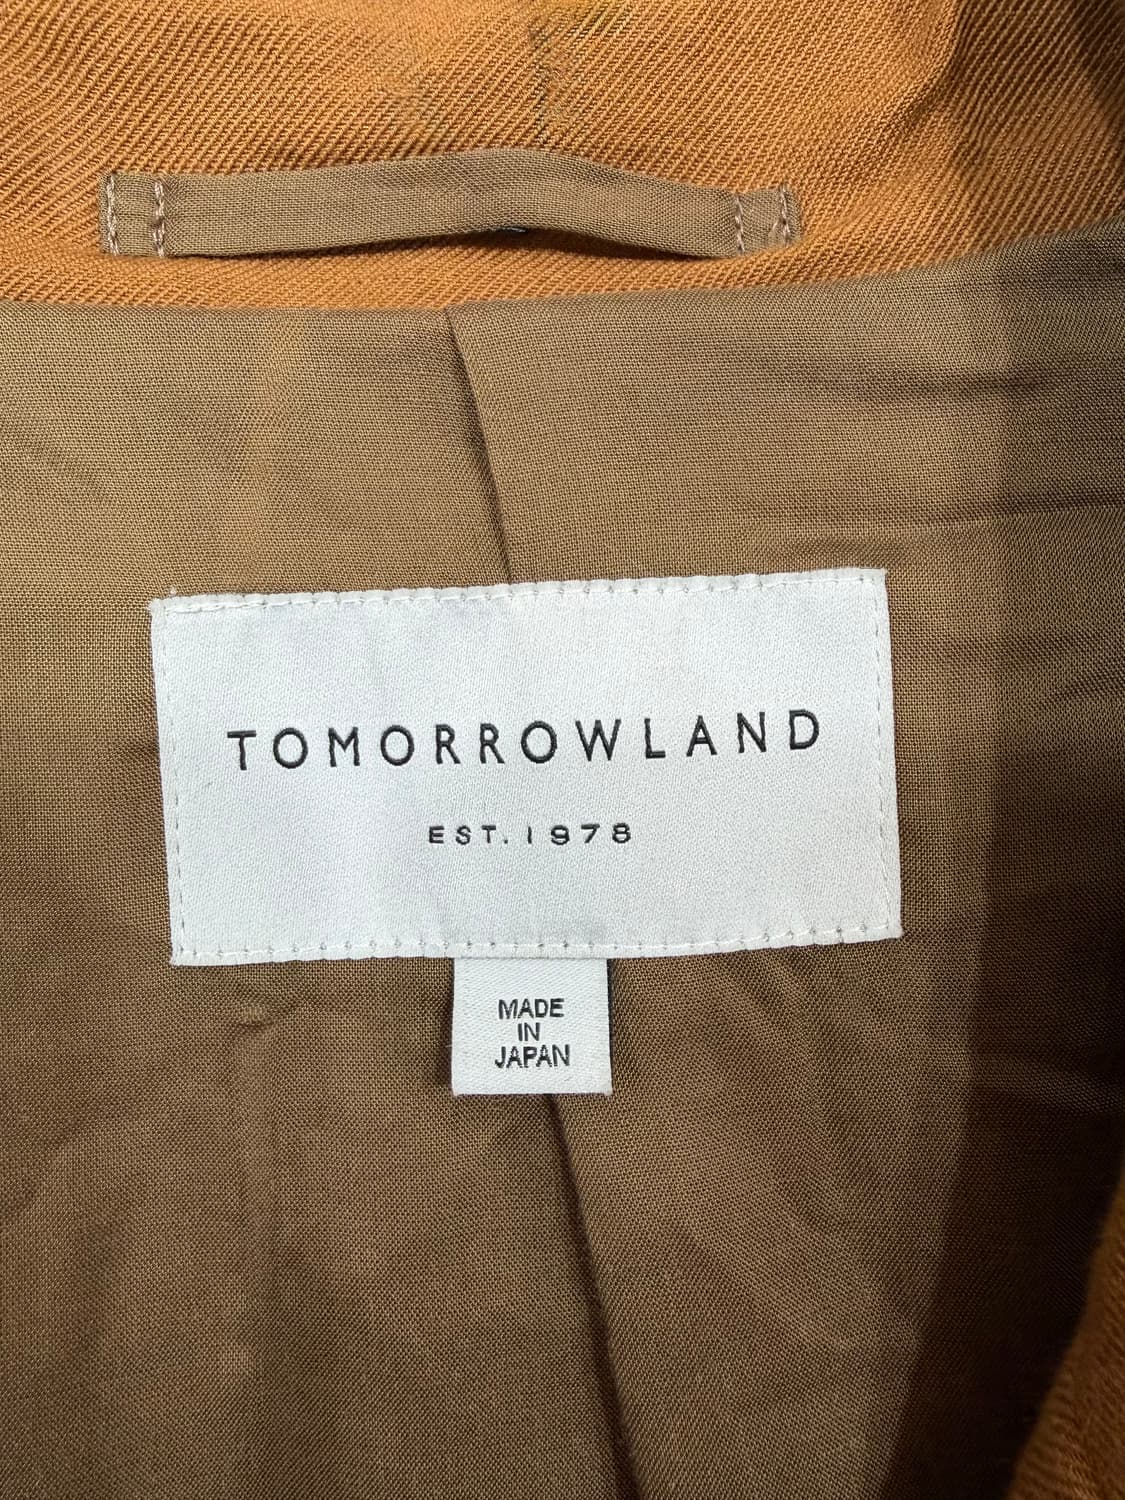 TOMORROWLAND
EST. 1978
MADE
IN
JAPAN